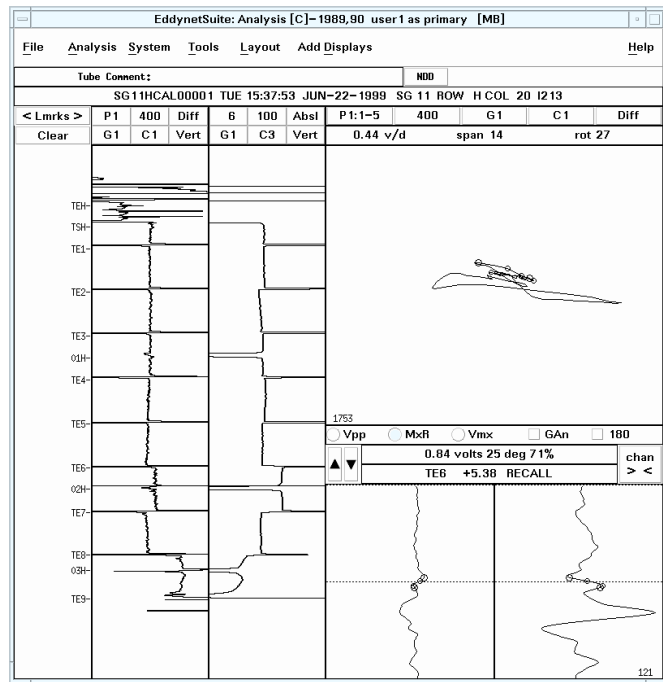 EddynetSuite: Analysis [C]-1989,90 user1 as primary [MB]
File Analysis System Tools Layout Add Displays Help
Tube Comment: NDD
SG11HCAL00001 TUE 15:37:53 JUN-22-1999 SG 11 ROW H COL 20 I213
< Lmrks > P1 400 Diff 6 100 Absl P1:1-5 400 G1 C1 Diff
Clear G1 C1 Vert G1 C3 Vert 0.44 v/d span 14 rot 27
TEH-
TSH-
TE1-
TE2-
TE3-
01H-
TE4-
TE5-
TE6-
02H-
TE7-
TE8-
03H-
TE9-
1753
Vpp MxR Vmx GAn 180
0.84 volts 25 deg 71% chan
TE6 +5.38 RECALL > <
121